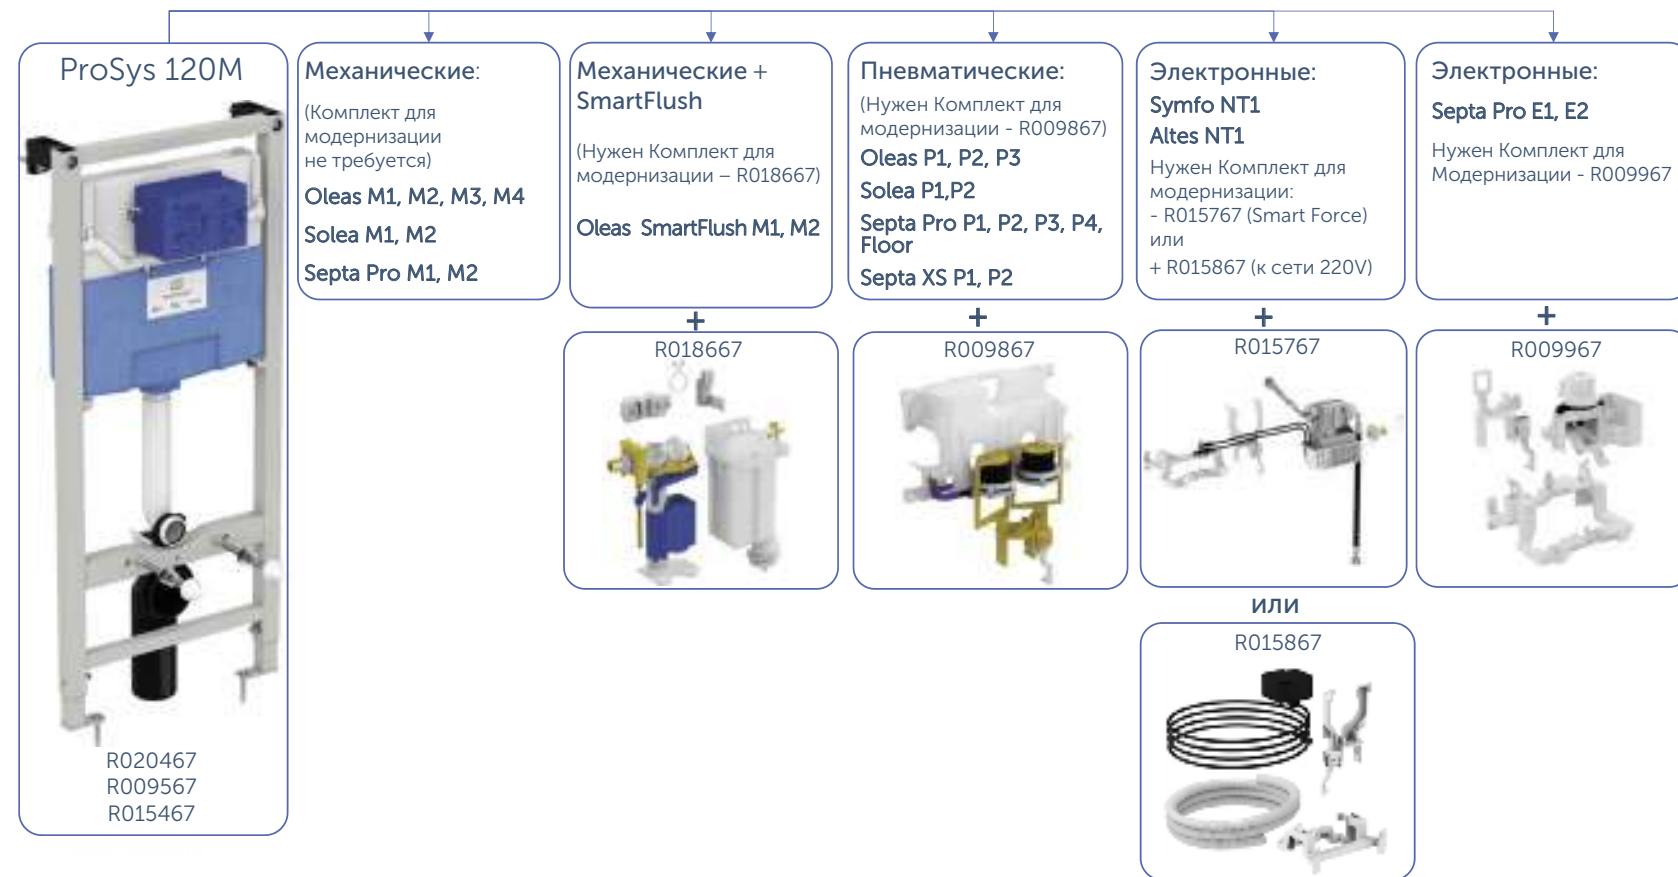 ProSys 120M
R020467
R009567
R015467
Механические:
(Комплект для
модернизации
не требуется)
Oleas M1, M2, M3, M4
Solea M1, M2
Septa Pro M1, M2
Механические +
SmartFlush
(Нужен Комплект для
модернизации – R018667)
Oleas SmartFlush M1, M2
+
R018667
Пневматические:
(Нужен Комплект для
модернизации - R009867)
Oleas P1, P2, P3
Solea P1,P2
Septa Pro P1, P2, P3, P4,
Floor
Septa XS P1, P2
+
R009867
Электронные:
Symfo NT1
Altes NT1
Нужен Комплект для
модернизации:
- R015767 (Smart Force)
или
+ R015867 (к сети 220V)
+
R015767
или
R015867
Электронные:
Septa Pro E1, E2
Нужен Комплект для
Модернизации - R009967
+
R009967